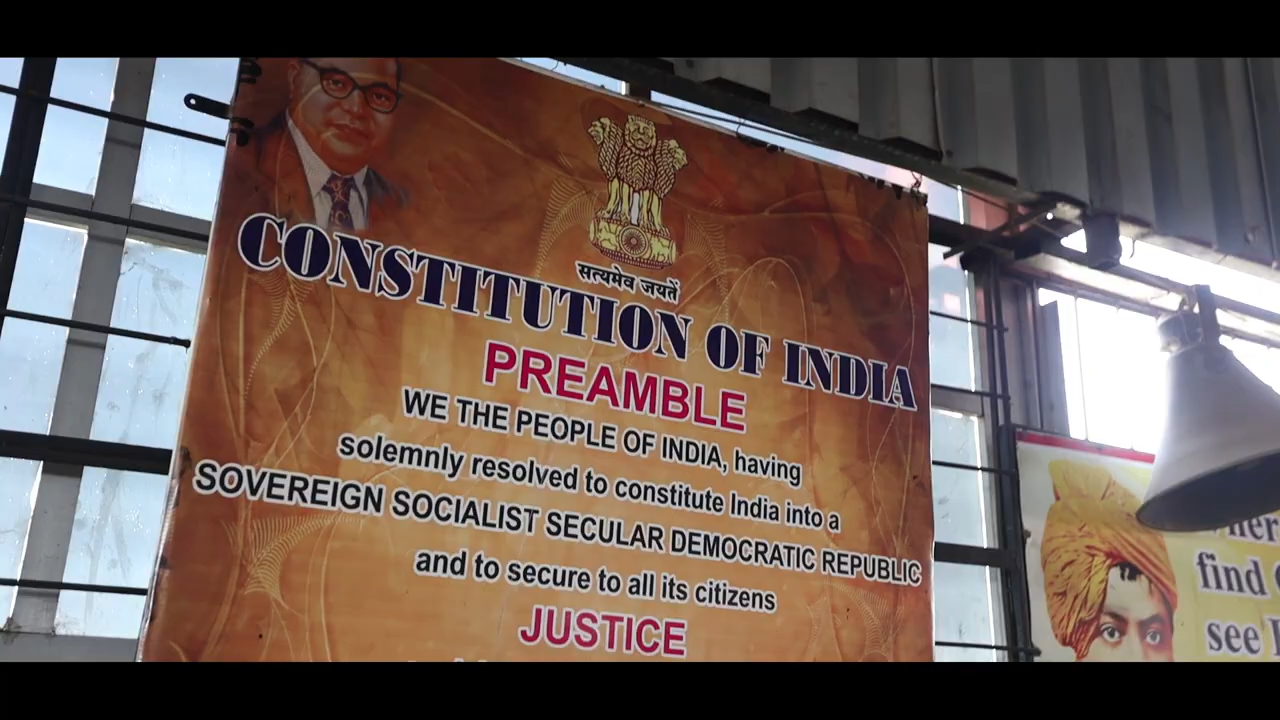 सत्यमेव जयतें
CONSTITUTION OF INDIA
PREAMBLE
WE THE PEOPLE OF INDIA, having
solemnly resolved to constitute India into a
SOVEREIGN SOCIALIST SECULAR DEMOCRATIC REPUBLIC
and to secure to all its citizens
JUSTICE
find
see